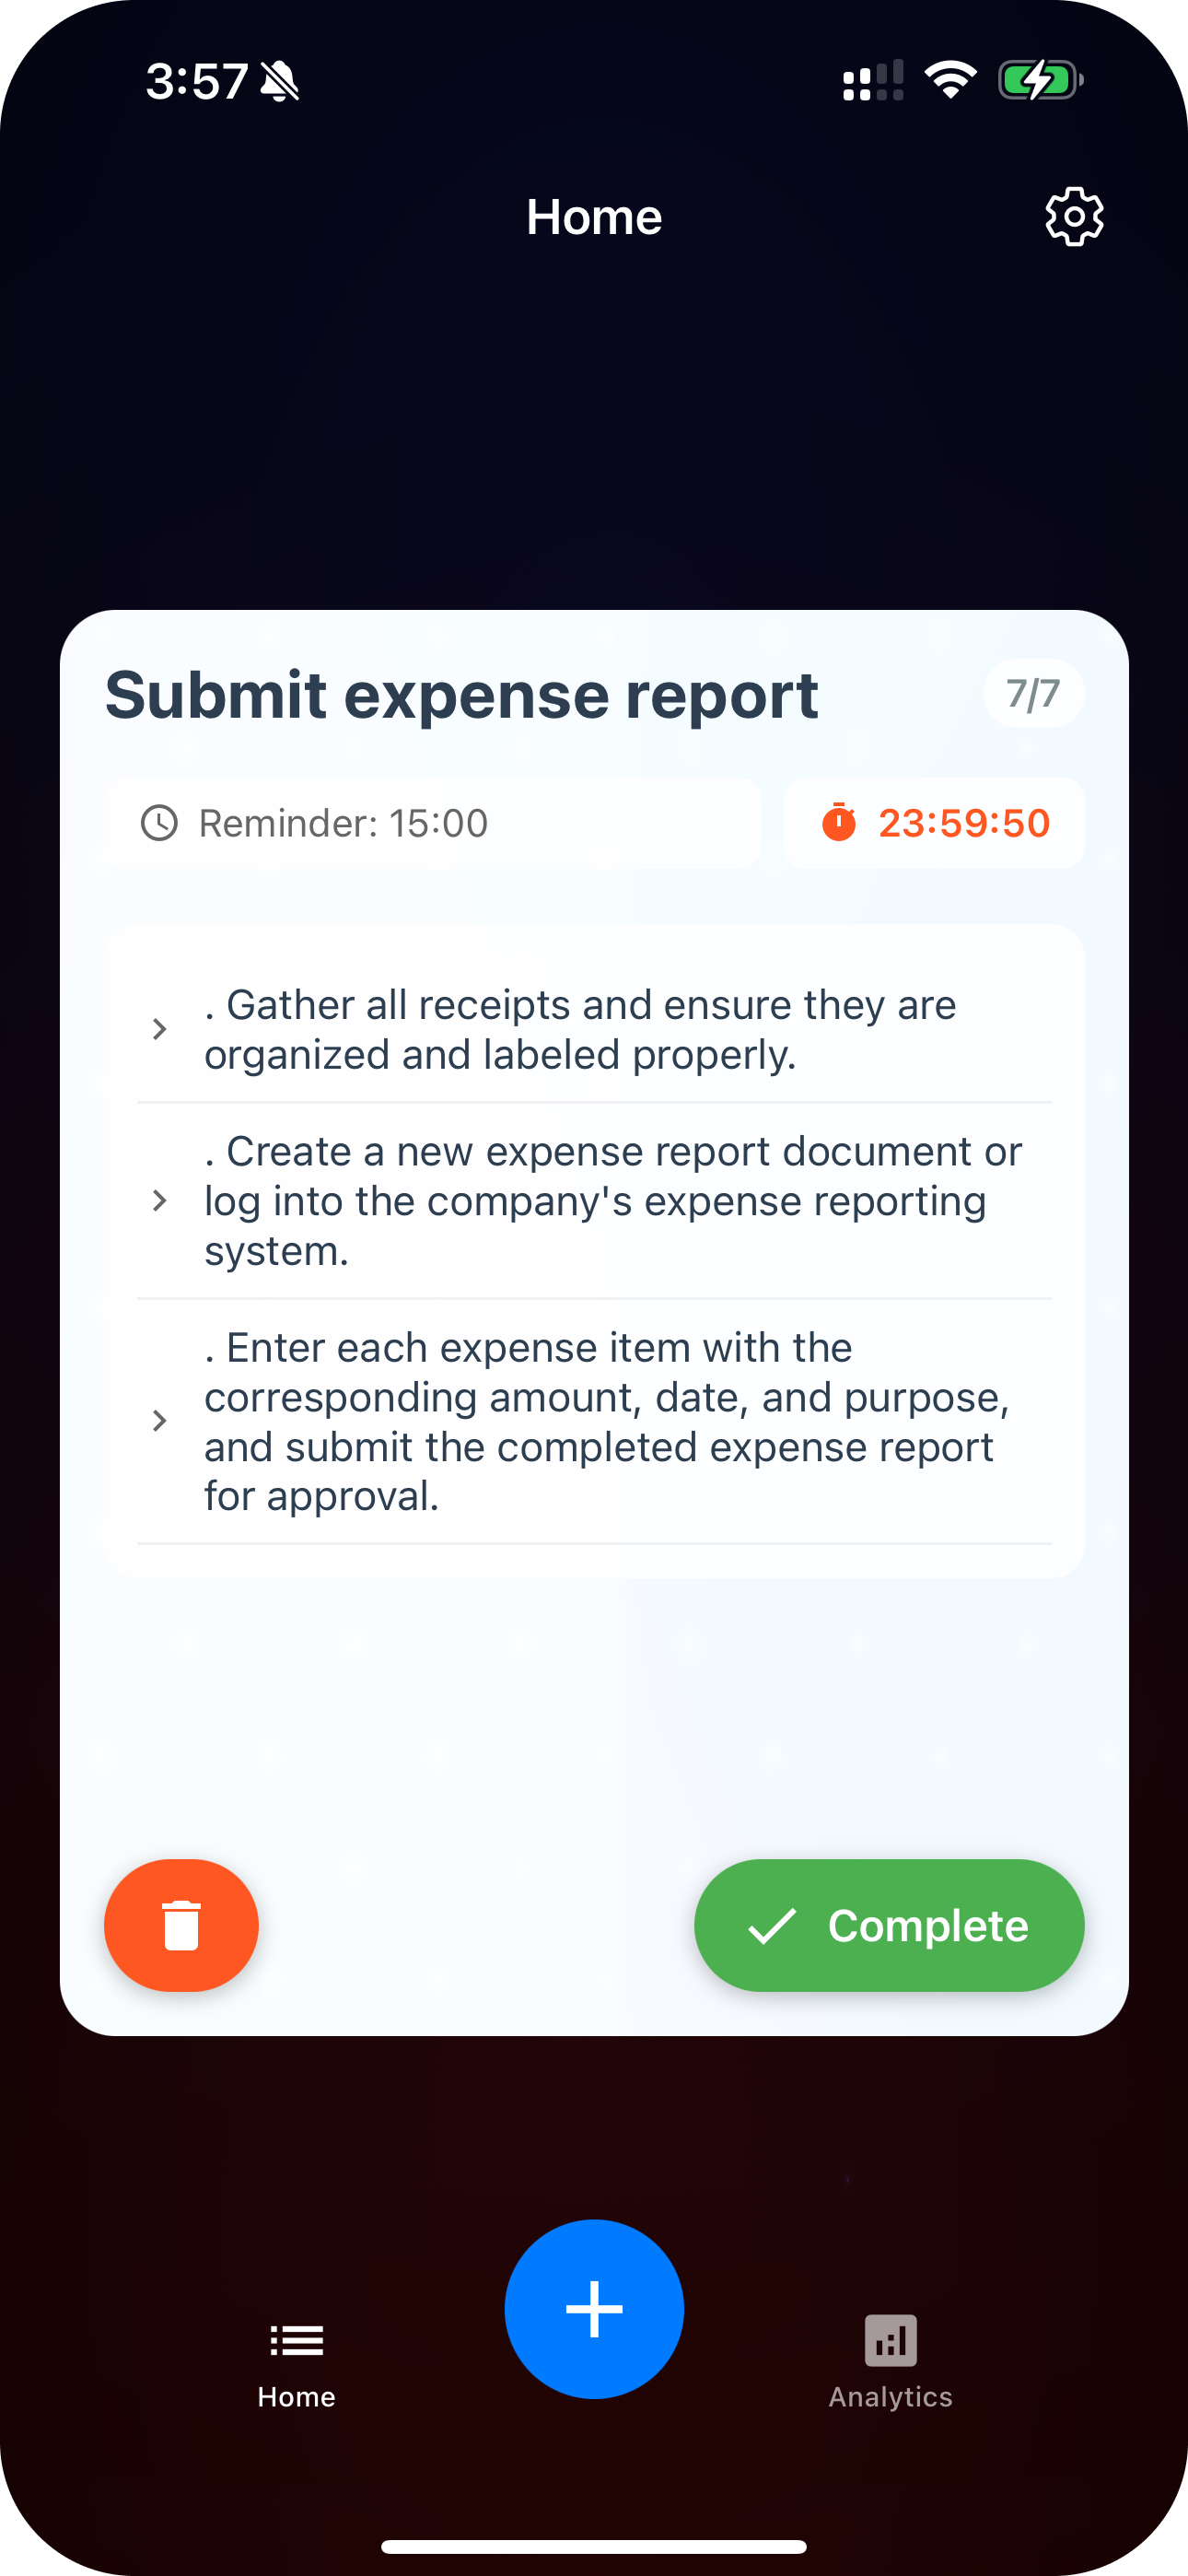 3:57
Home
Submit expense report
7/7
Reminder: 15:00
23:59:50
. Gather all receipts and ensure they are
organized and labeled properly.
. Create a new expense report document or
log into the company's expense reporting
system.
. Enter each expense item with the
corresponding amount, date, and purpose,
and submit the completed expense report
for approval.
Complete
Home
Analytics